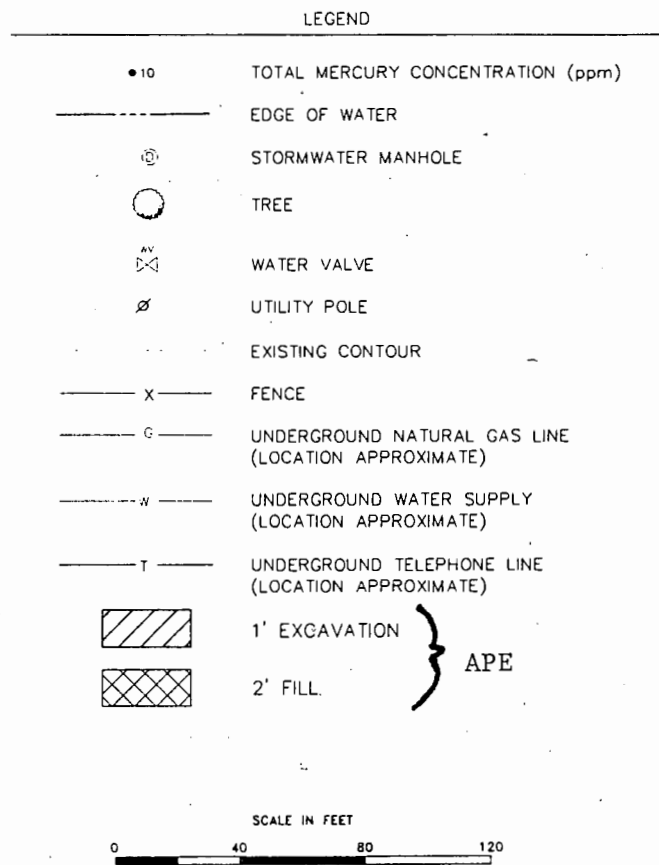 LEGEND
●10 TOTAL MERCURY CONCENTRATION (ppm)
EDGE OF WATER
STORMWATER MANHOLE
TREE
WV
WATER VALVE
UTILITY POLE
EXISTING CONTOUR
X FENCE
G UNDERGROUND NATURAL GAS LINE
(LOCATION APPROXIMATE)
W UNDERGROUND WATER SUPPLY
(LOCATION APPROXIMATE)
T UNDERGROUND TELEPHONE LINE
(LOCATION APPROXIMATE)
1' EXCAVATION
APE
2' FILL.
SCALE IN FEET
0 40 80 120